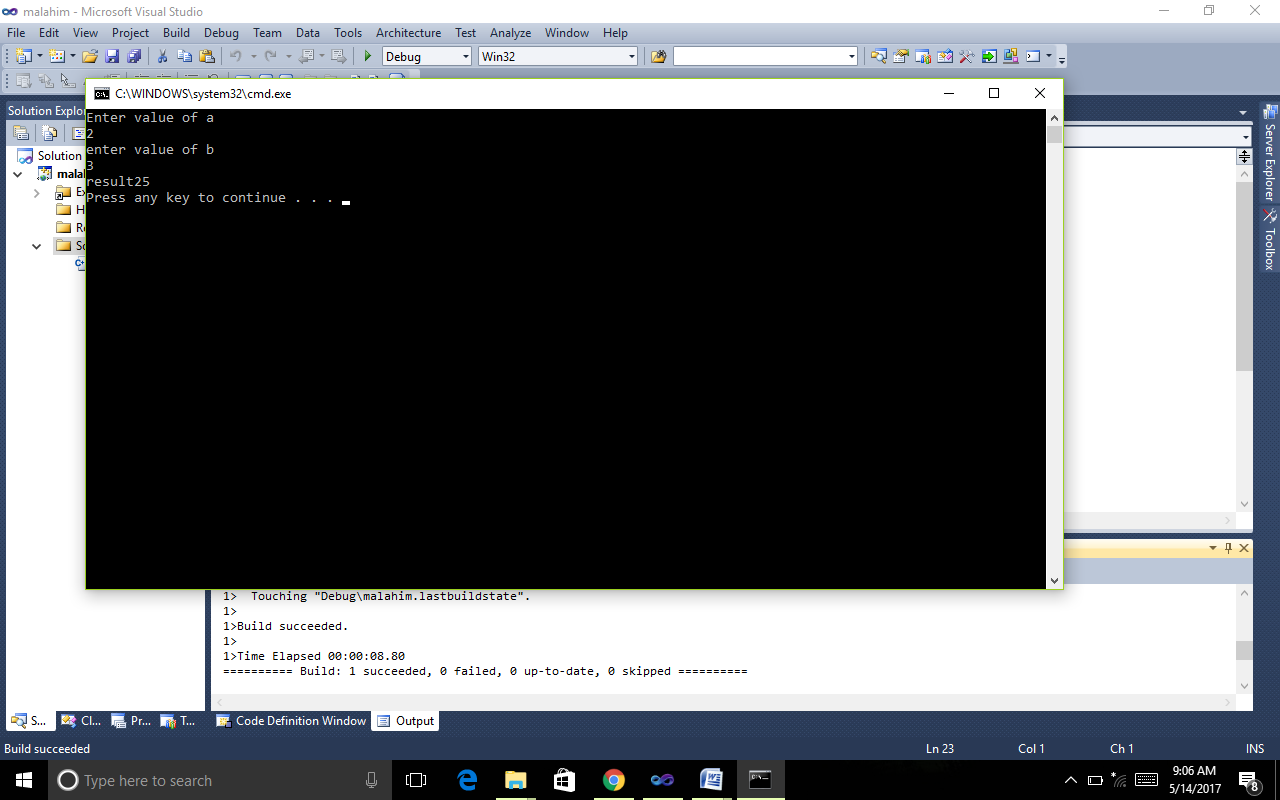 malahim - Microsoft Visual Studio
File Edit View Project Build Debug Team Data Tools Architecture Test Analyze Window Help
Debug Win32
C:\WINDOWS\system32\cmd.exe
Enter value of a
2
enter value of b
3
result25
Press any key to continue . . .
Solution Explo
Solution
mala
Ex
H
Re
So
Server Explorer
Toolbox
1> Touching "Debug\malahim.lastbuildstate".
1>
1>Build succeeded.
1>
1>Time Elapsed 00:00:08.80
========== Build: 1 succeeded, 0 failed, 0 up-to-date, 0 skipped ==========
S... Cl... Pr... T... Code Definition Window Output
Build succeeded Ln 23 Col 1 Ch 1 INS
Type here to search
9:06 AM
5/14/2017
8